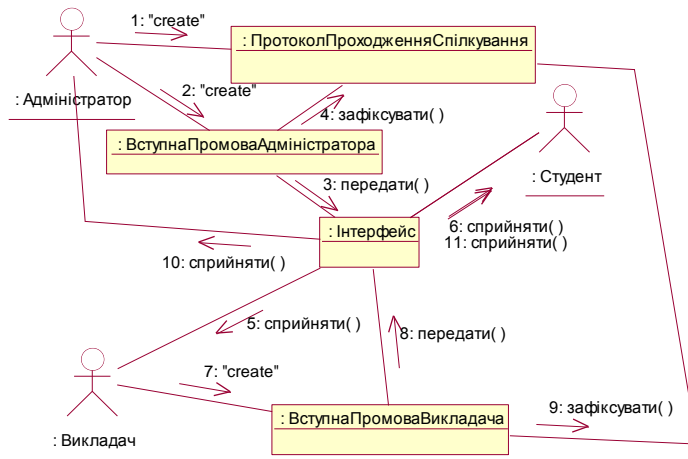 1: "create"
: ПротоколПроходженняСпілкування
2: "create"
: Адміністратор
4: зафіксувати( )
: ВступнаПромоваАдміністратора
3: передати( )
: Студент
: Інтерфейс
6: сприйняти( )
11: сприйняти( )
10: сприйняти( )
5: сприйняти( )
8: передати( )
7: "create"
9: зафіксувати( )
: ВступнаПромоваВикладача
: Викладач